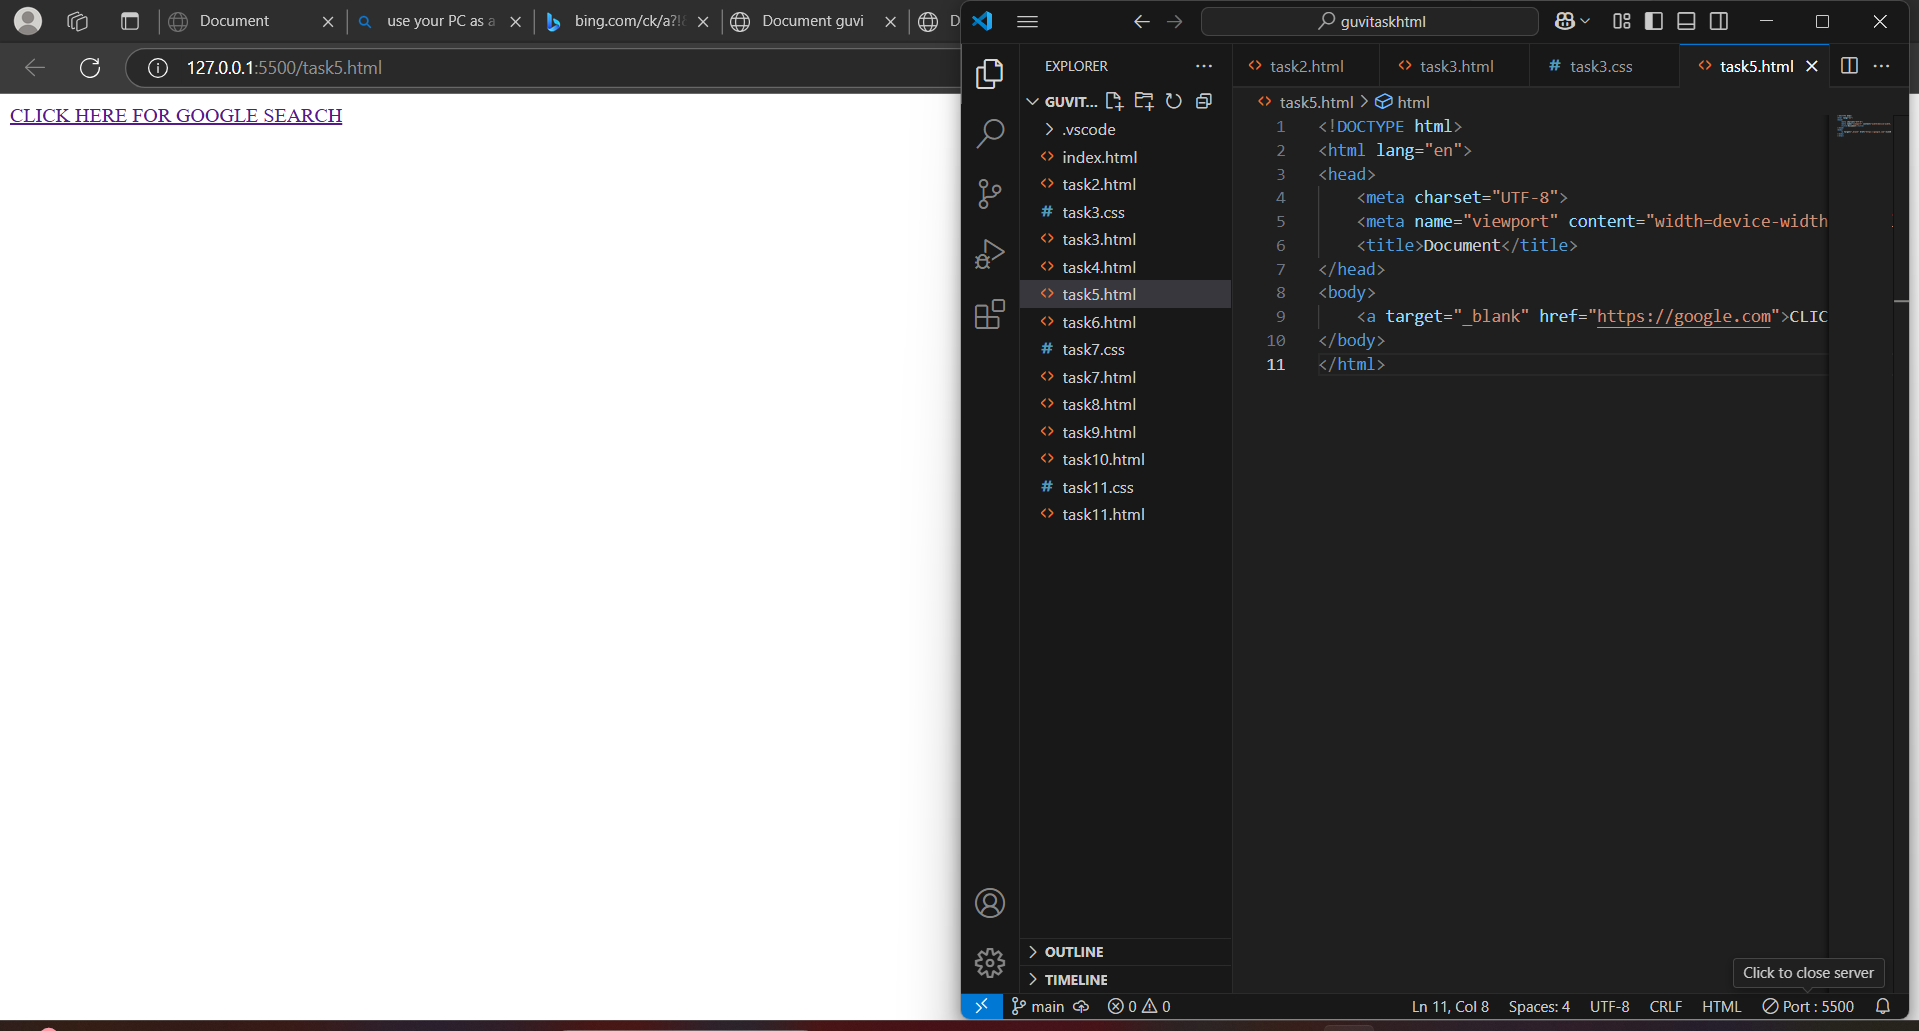 Document
use your PC as a
bing.com/ck/a?!&
Document guvi
D
127.0.0.1:5500/task5.html
CLICK HERE FOR GOOGLE SEARCH
guvitaskhtml
EXPLORER
GUVIT...
.vscode
index.html
task2.html
task3.css
task3.html
task4.html
task5.html
task6.html
task7.css
task7.html
task8.html
task9.html
task10.html
task11.css
task11.html
OUTLINE
TIMELINE
task2.html
task3.html
task3.css
task5.html
task5.html > html
1 <!DOCTYPE html>
2 <html lang="en">
3 <head>
4 <meta charset="UTF-8">
5 <meta name="viewport" content="width=device-width
6 <title>Document</title>
7 </head>
8 <body>
9 <a target="_blank" href="https://google.com">CLIC
10 </body>
11 </html>
Click to close server
main 0 0 Ln 11, Col 8 Spaces: 4 UTF-8 CRLF HTML Port : 5500